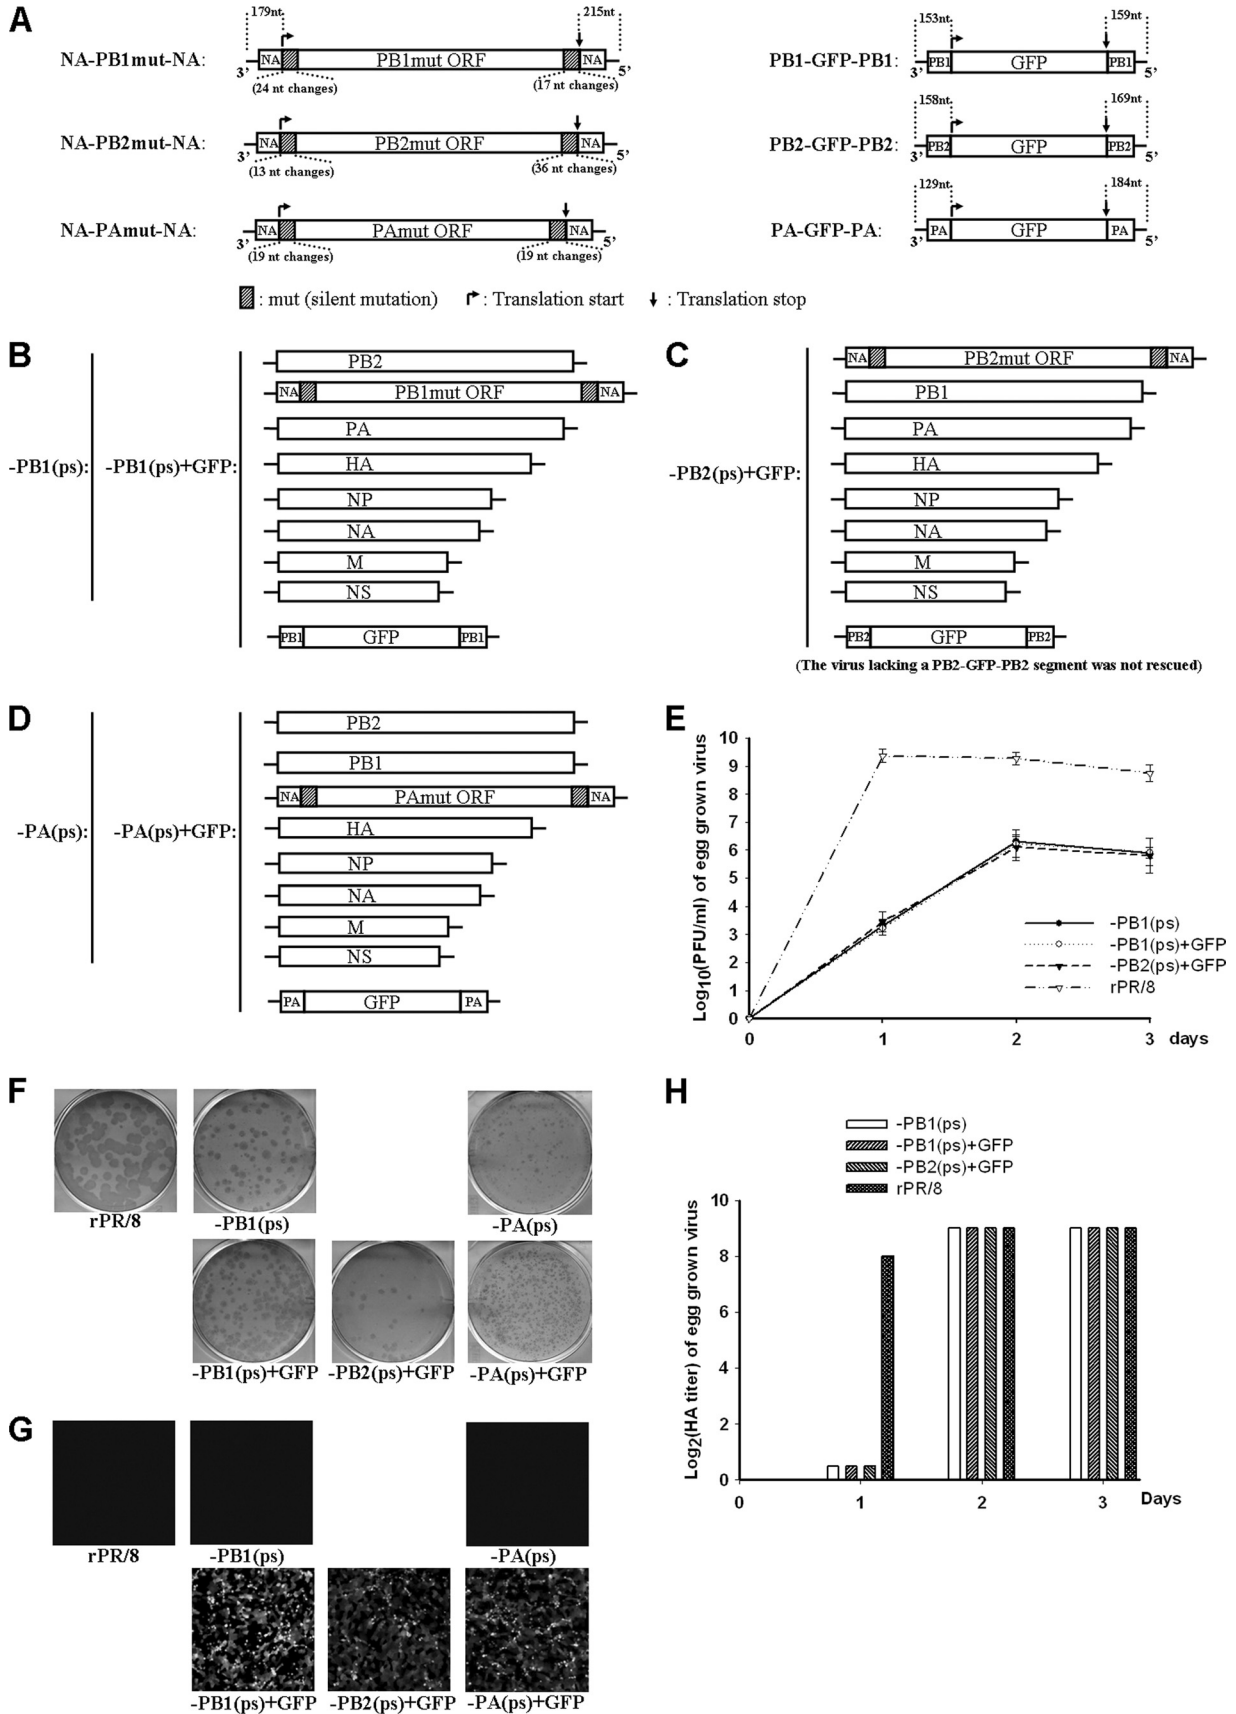 A
179nt
215nt
NA-PB1mut-NA:
NA
PB1mut ORF
NA
3’
5’
(24 nt changes)
(17 nt changes)
NA-PB2mut-NA:
NA
PB2mut ORF
NA
3’
5’
(13 nt changes)
(36 nt changes)
NA-PAmut-NA:
NA
PAmut ORF
NA
3’
5’
(19 nt changes)
(19 nt changes)
153nt
159nt
PB1-GFP-PB1:
PB1
GFP
PB1
3’
5’
158nt
169nt
PB2-GFP-PB2:
PB2
GFP
PB2
3’
5’
129nt
184nt
PA-GFP-PA:
PA
GFP
PA
3’
5’
: mut (silent mutation)
: Translation start
: Translation stop
B
-PB1(ps):
-PB1(ps)+GFP:
PB2
NA
PB1mut ORF
NA
PA
HA
NP
NA
M
NS
PB1
GFP
PB1
C
-PB2(ps)+GFP:
NA
PB2mut ORF
NA
PB1
PA
HA
NP
NA
M
NS
PB2
GFP
PB2
(The virus lacking a PB2-GFP-PB2 segment was not rescued)
D
-PA(ps):
-PA(ps)+GFP:
PB2
PB1
NA
PAmut ORF
NA
HA
NP
NA
M
NS
PA
GFP
PA
E
Log10(PFU/ml) of egg grown virus
10
9
8
7
6
5
4
3
2
1
0
0
1
2
3
days
-PB1(ps)
-PB1(ps)+GFP
-PB2(ps)+GFP
rPR/8
F
rPR/8
-PB1(ps)
-PA(ps)
-PB1(ps)+GFP
-PB2(ps)+GFP
-PA(ps)+GFP
G
rPR/8
-PB1(ps)
-PA(ps)
-PB1(ps)+GFP
-PB2(ps)+GFP
-PA(ps)+GFP
H
-PB1(ps)
-PB1(ps)+GFP
-PB2(ps)+GFP
rPR/8
Log2(HA titer) of egg grown virus
10
8
6
4
2
0
0
1
2
3
Days